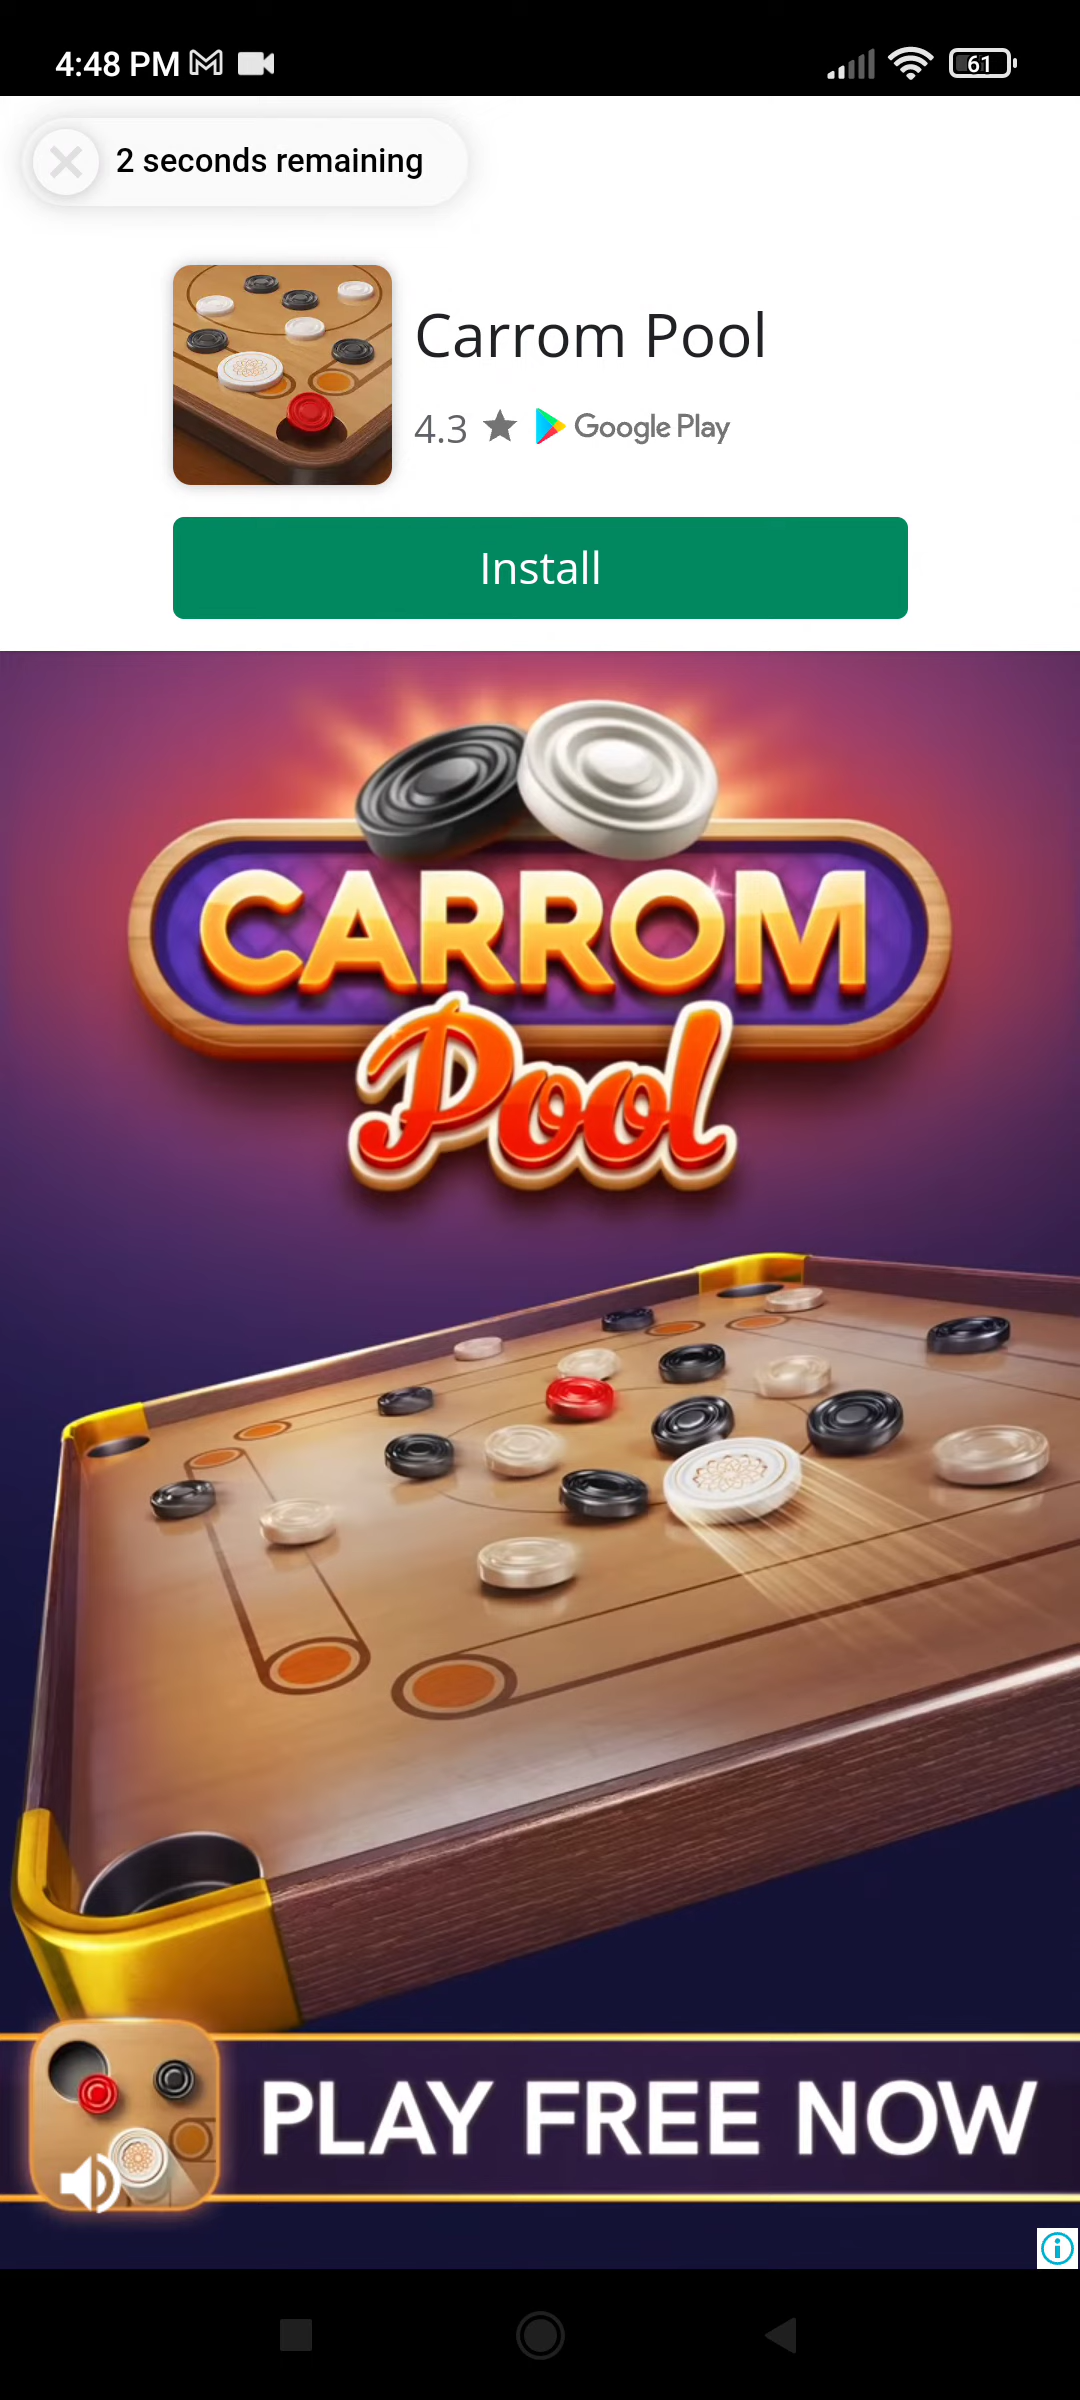 4:48 PM
61
2 seconds remaining
Carrom Pool
4.3 ★ Google Play
Install
CARROM
Pool
PLAY FREE NOW